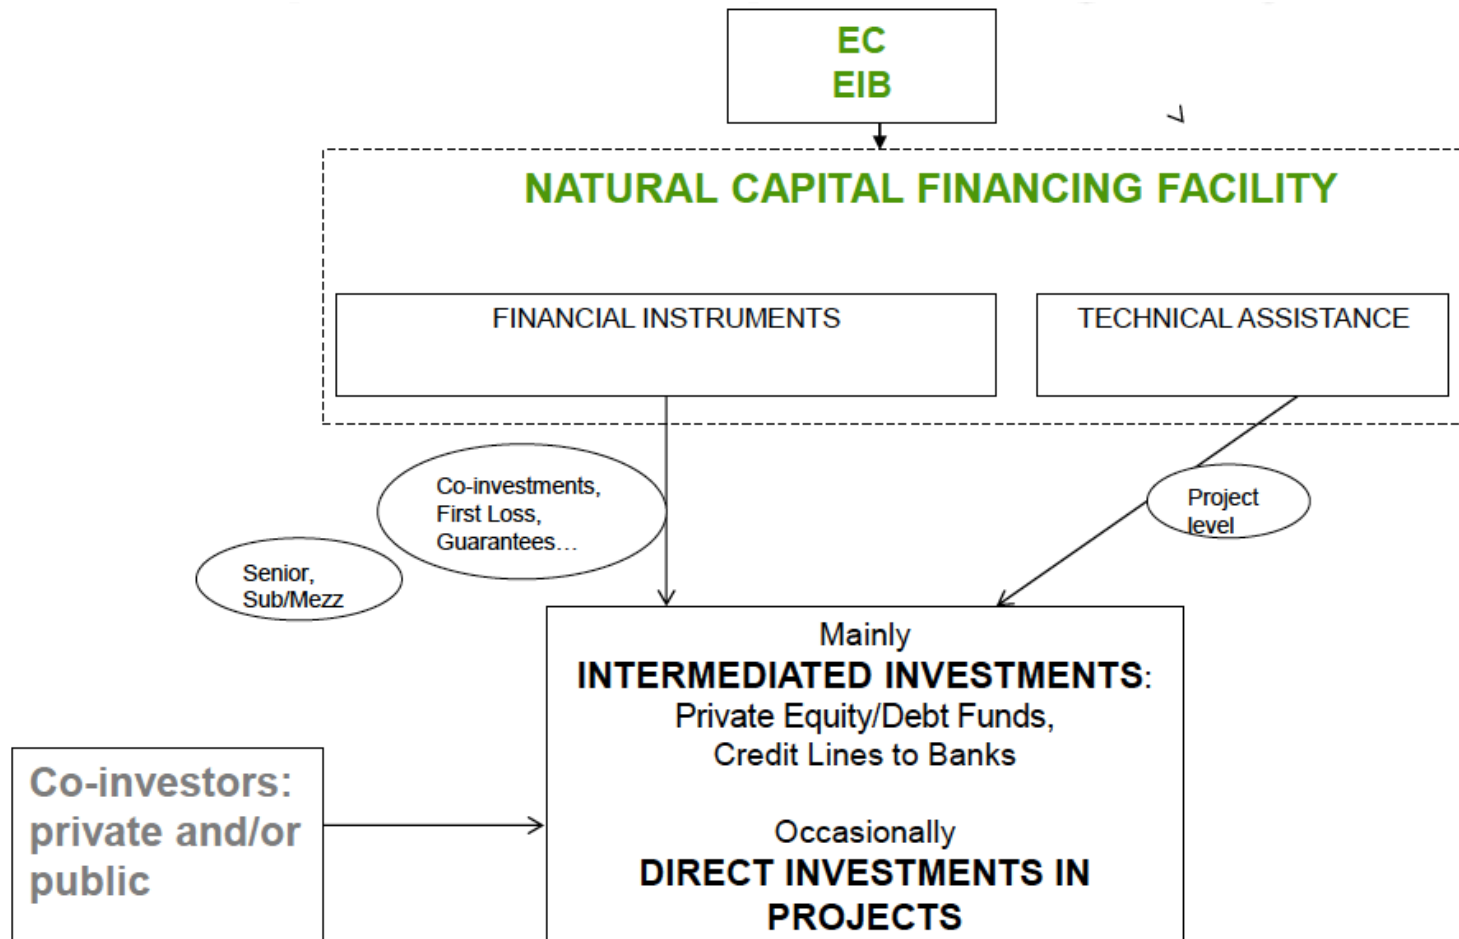 EC
EIB
NATURAL CAPITAL FINANCING FACILITY
FINANCIAL INSTRUMENTS
TECHNICAL ASSISTANCE
Co-investments,
First Loss,
Guarantees...
Project
level
Senior,
Sub/Mezz
Mainly
INTERMEDIATED INVESTMENTS:
Private Equity/Debt Funds,
Credit Lines to Banks
Co-investors:
private and/or
public
Occasionally
DIRECT INVESTMENTS IN
PROJECTS